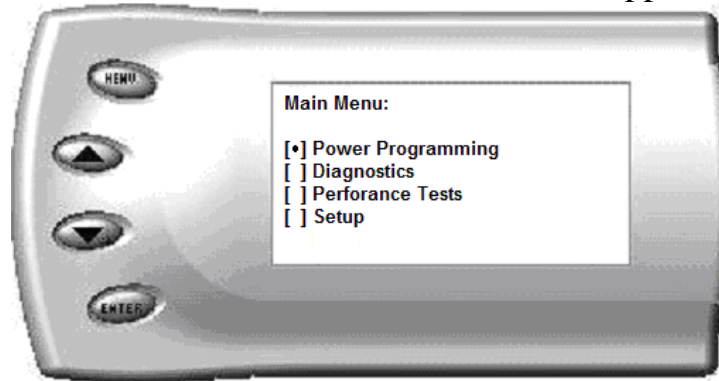 MENU
Main Menu:
[•] Power Programming
[ ] Diagnostics
[ ] Perforance Tests
[ ] Setup
ENTER